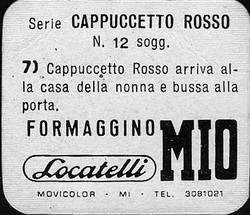 Serie CAPPUCCETTO ROSSO
N. 12 sogg.
7) Cappuccetto Rosso arriva al-
la casa della nonna e bussa alla
porta.
FORMAGGINO MIO
Locatelli
MOVICOLOR - MI - TEL. 3081021